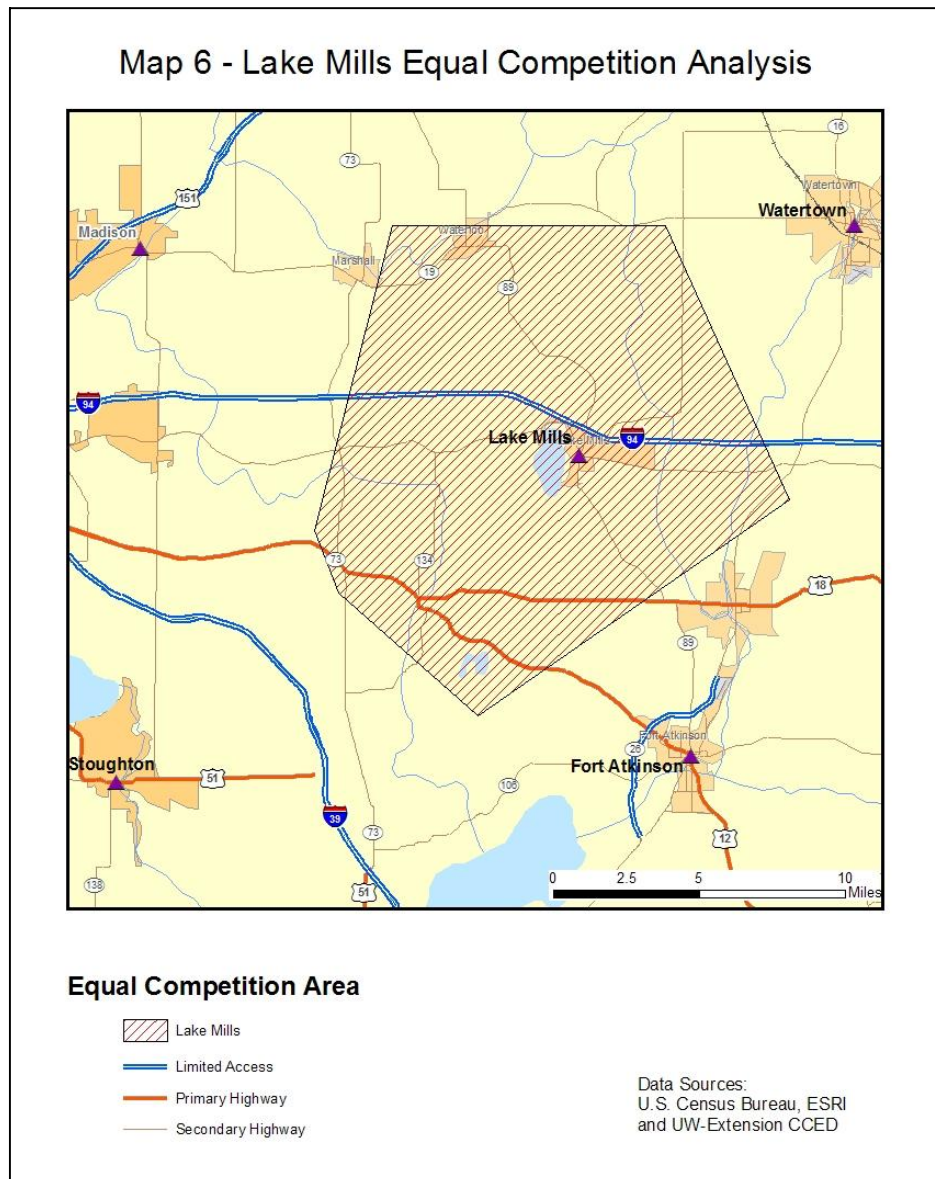 Map 6 - Lake Mills Equal Competition Analysis
16
73
151
Watertown
Watertown
Madison
Marshall
19
89
94
Lake Mills
94
73
134
18
89
Stoughton
51
Fort Atkinson
26
Fort Atkinson
106
39
73
12
138
51
0 2.5 5 10
Miles
Equal Competition Area
Lake Mills
Limited Access
Primary Highway
Secondary Highway
Data Sources:
U.S. Census Bureau, ESRI
and UW-Extension CCED